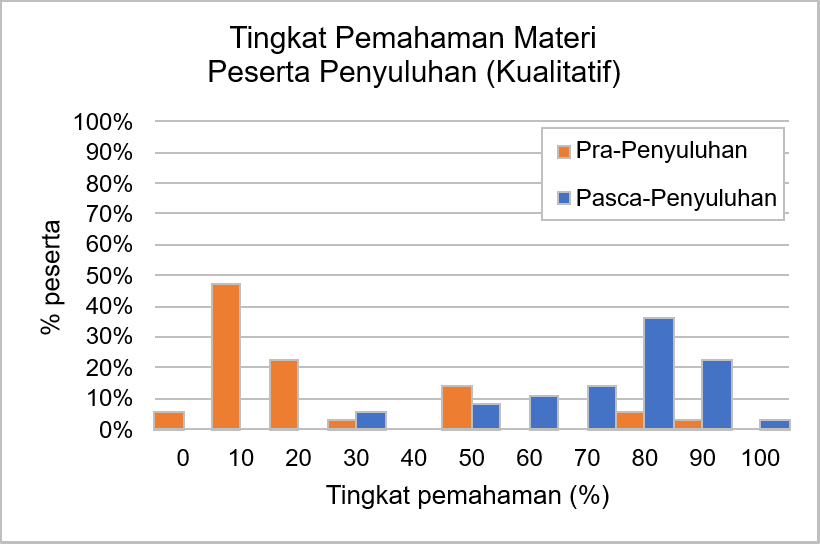 Tingkat Pemahaman Materi
Peserta Penyuluhan (Kualitatif)
100%
90%
80%
70%
60%
50%
40%
30%
20%
10%
0%
% peserta
Pra-Penyuluhan
Pasca-Penyuluhan
0 10 20 30 40 50 60 70 80 90 100
Tingkat pemahaman (%)